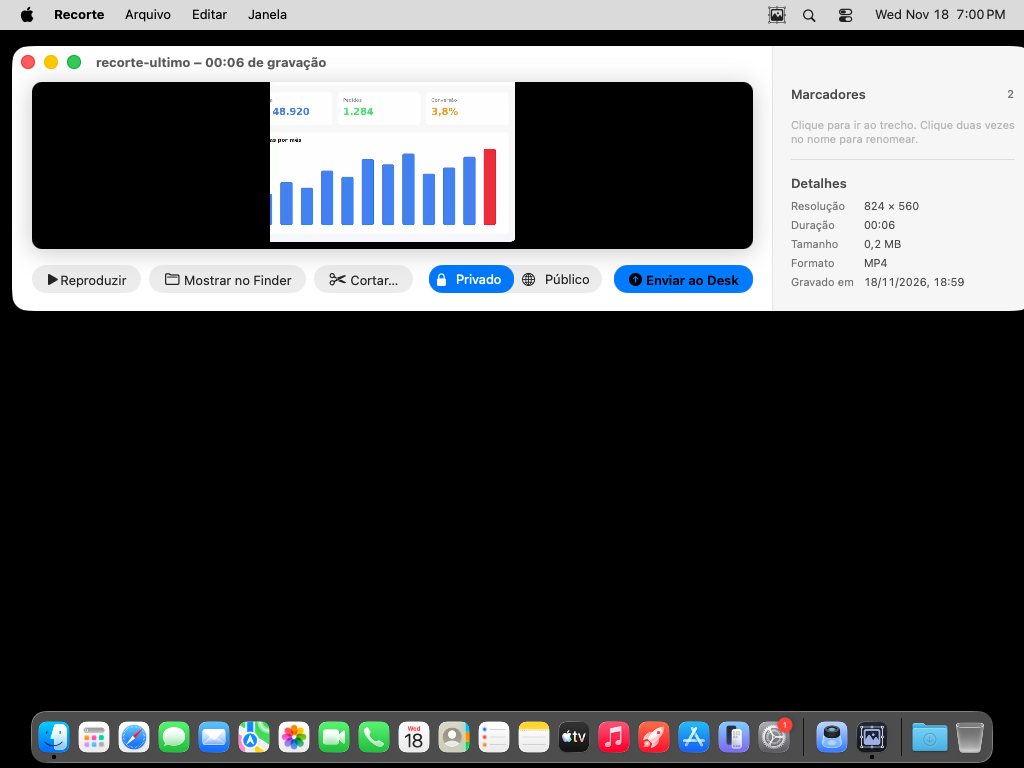 Recorte Arquivo Editar Janela Wed Nov 18 7:00 PM
recorte-ultimo – 00:06 de gravação
Pedidos Conversão
48.920 1.284 3,8%
por mês
Reproduzir Mostrar no Finder Cortar... Privado Público Enviar ao Desk
Marcadores 2
Clique para ir ao trecho. Clique duas vezes
no nome para renomear.
Detalhes
Resolução 824 × 560
Duração 00:06
Tamanho 0,2 MB
Formato MP4
Gravado em 18/11/2026, 18:59
Wed
18
tv
1